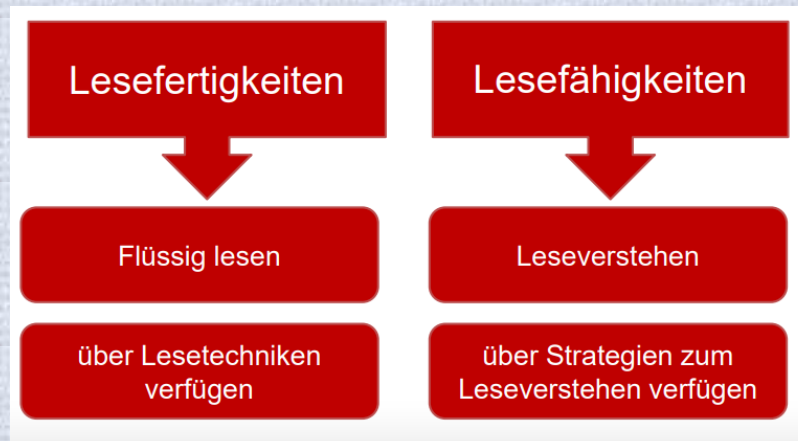 Lesefertigkeiten
Flüssig lesen
über Lesetechniken
verfügen
Lesefähigkeiten
Leseverstehen
über Strategien zum
Leseverstehen verfügen